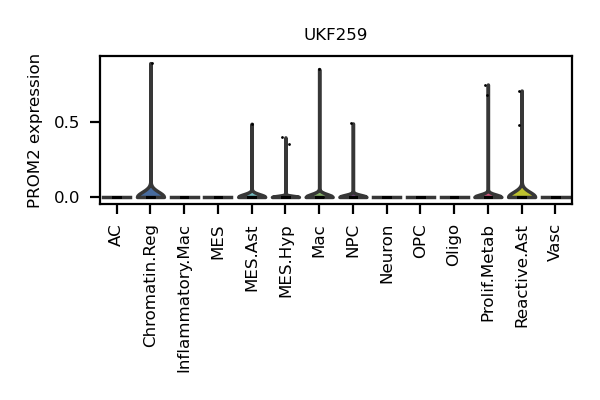 UKF259
PROM2 expression
0.5
0.0
AC
Chromatin.Reg
Inflammatory.Mac
MES
MES.Ast
MES.Hyp
Mac
NPC
Neuron
OPC
Oligo
Prolif.Metab
Reactive.Ast
Vasc